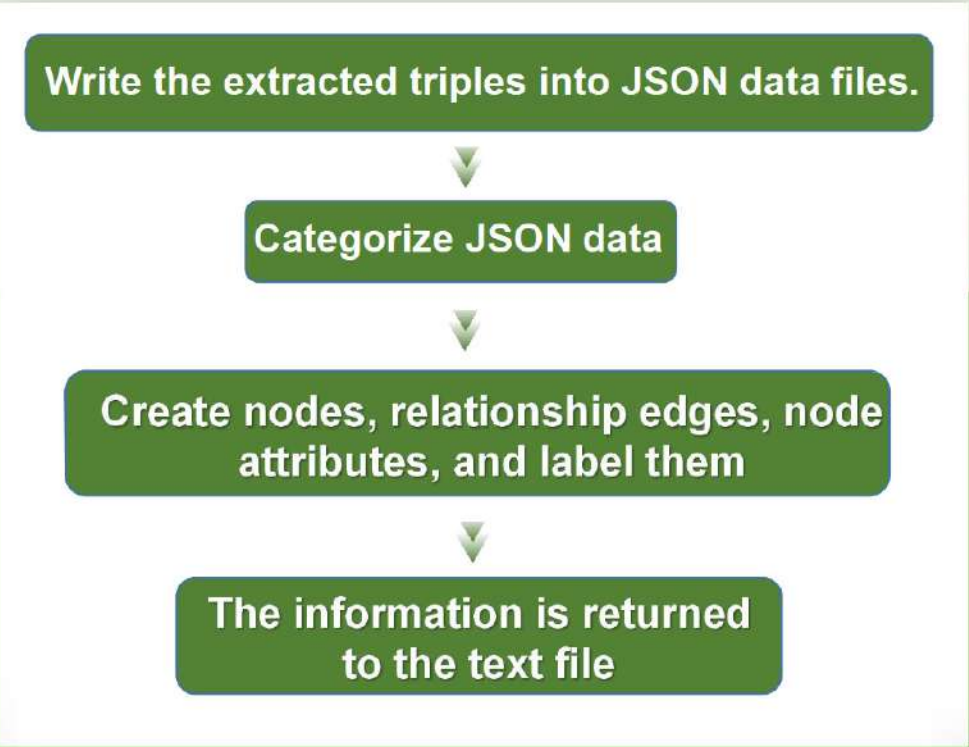 Write the extracted triples into JSON data files.
Categorize JSON data
Create nodes, relationship edges, node
attributes, and label them
The information is returned
to the text file